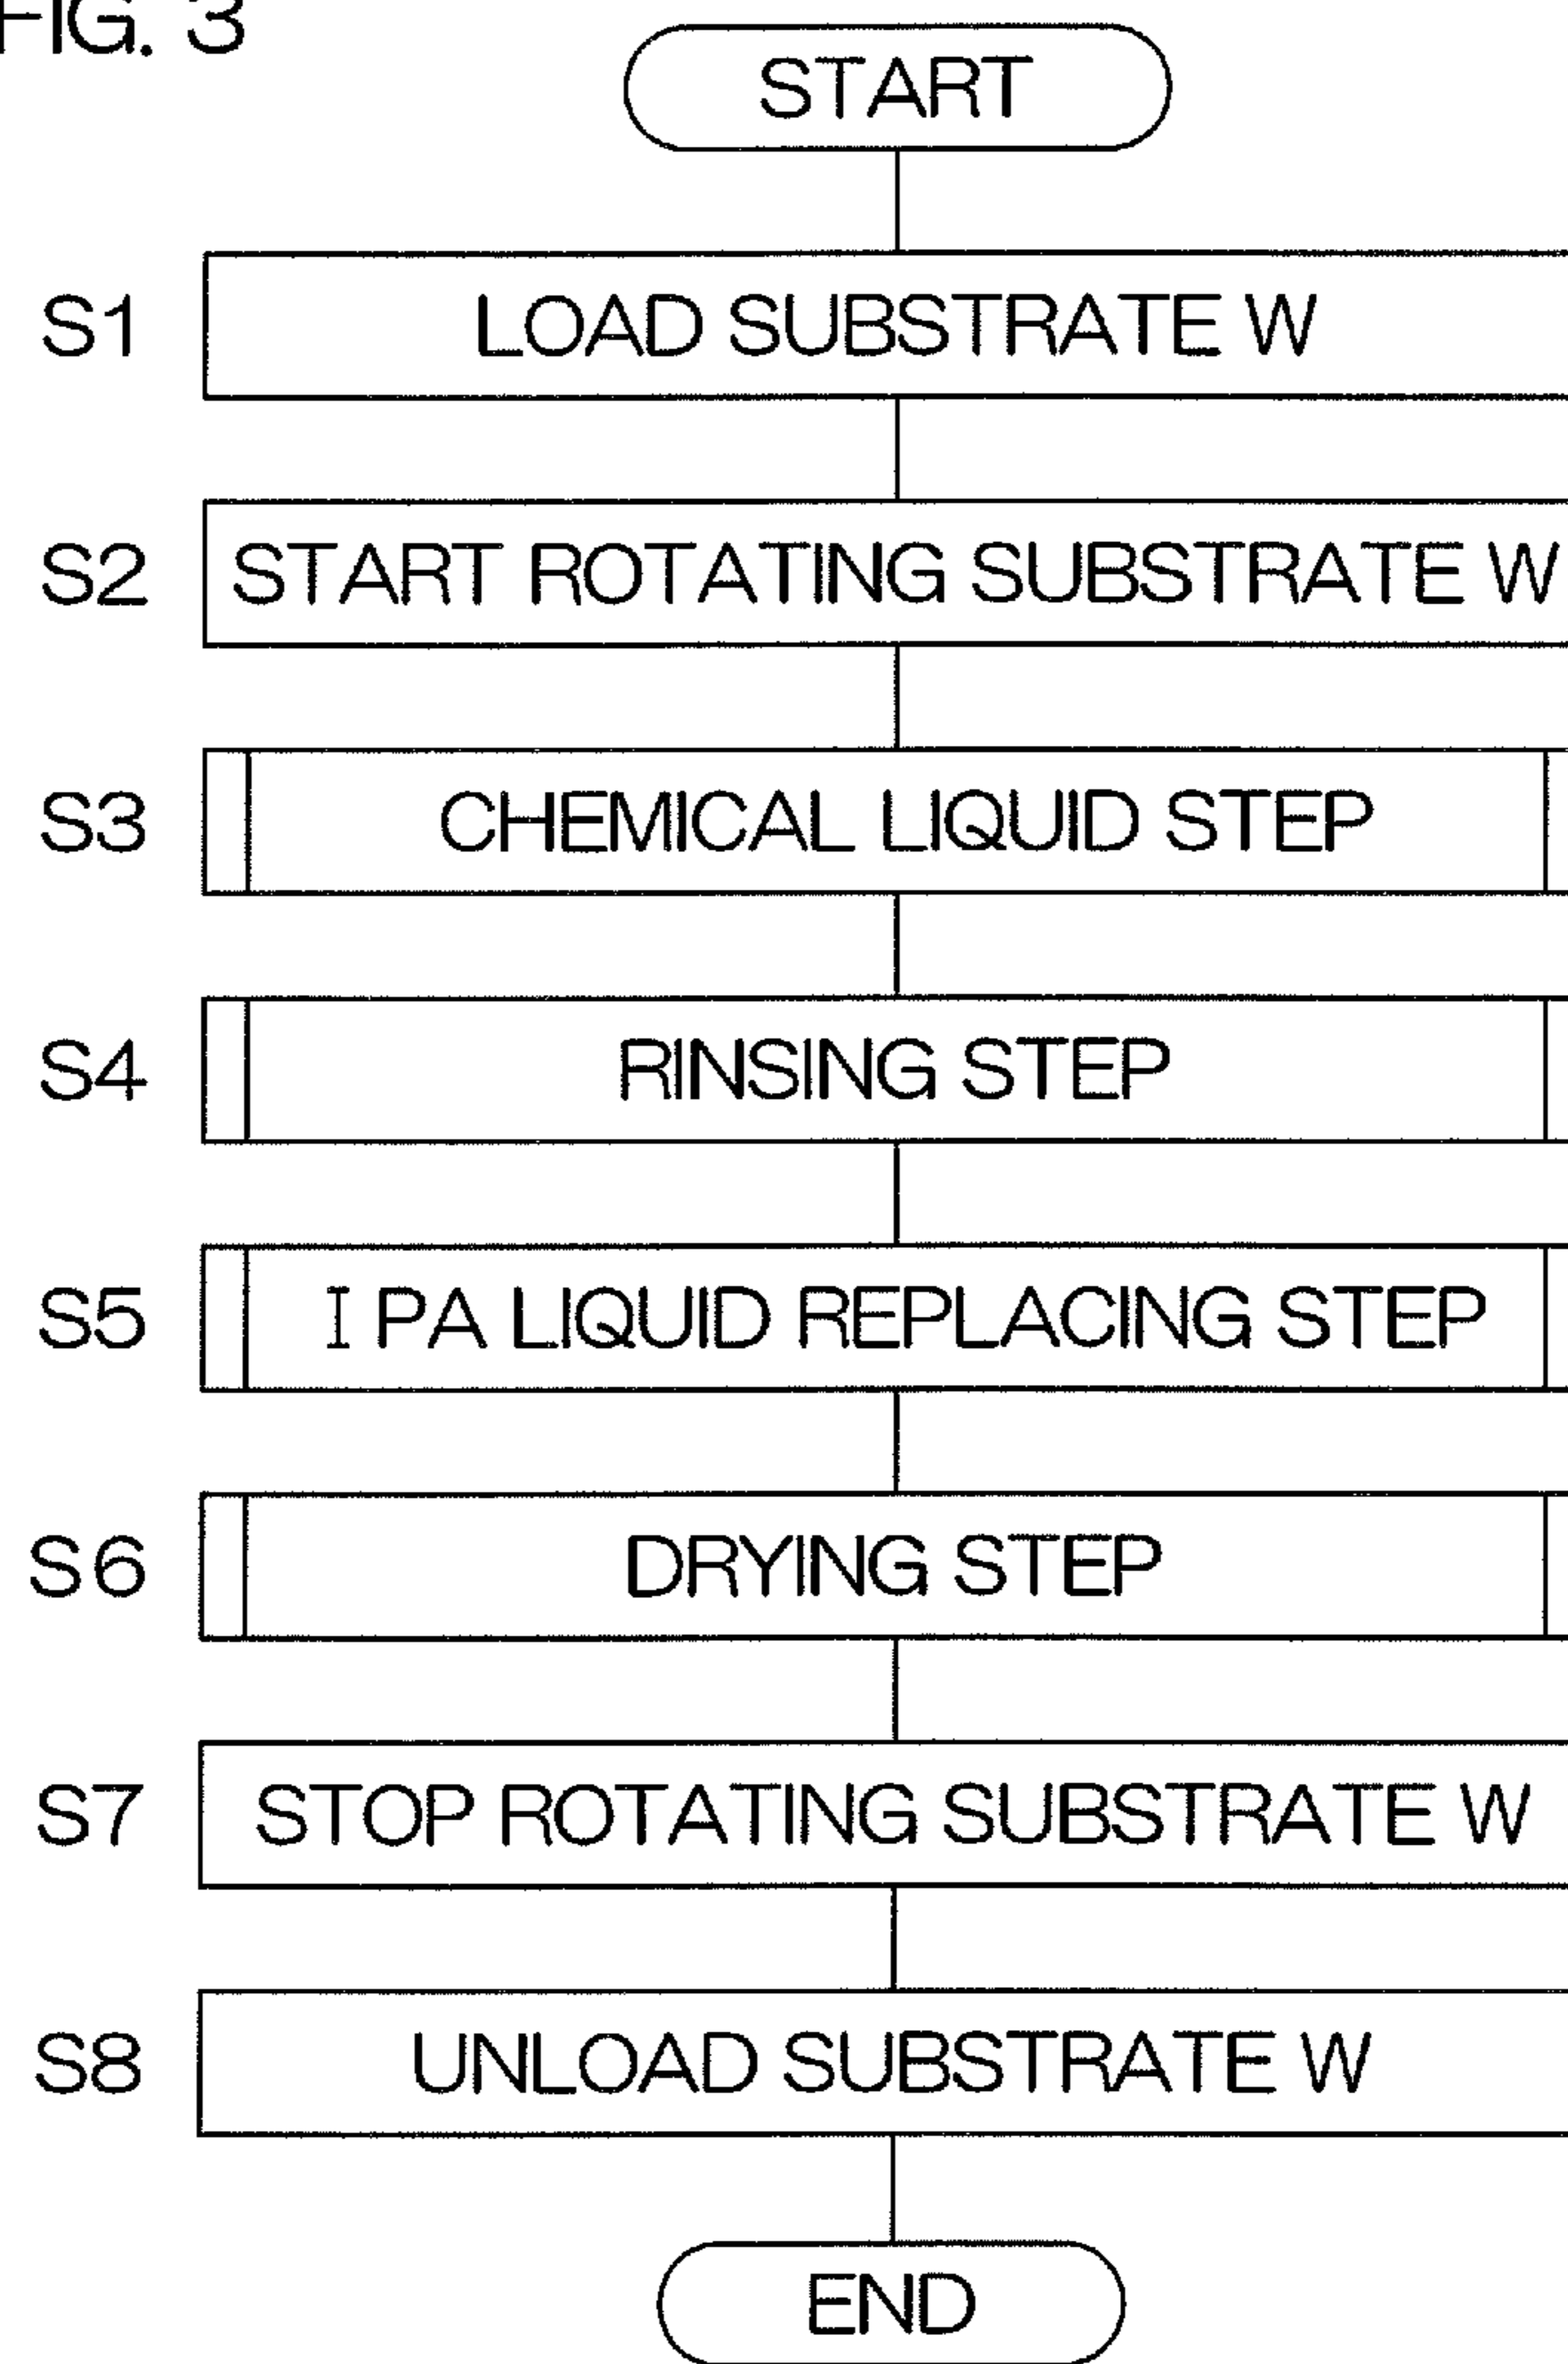 FIG. 3
START
S1 LOAD SUBSTRATE W
S2 START ROTATING SUBSTRATE W
S3 CHEMICAL LIQUID STEP
S4 RINSING STEP
S5 IPA LIQUID REPLACING STEP
S6 DRYING STEP
S7 STOP ROTATING SUBSTRATE W
S8 UNLOAD SUBSTRATE W
END